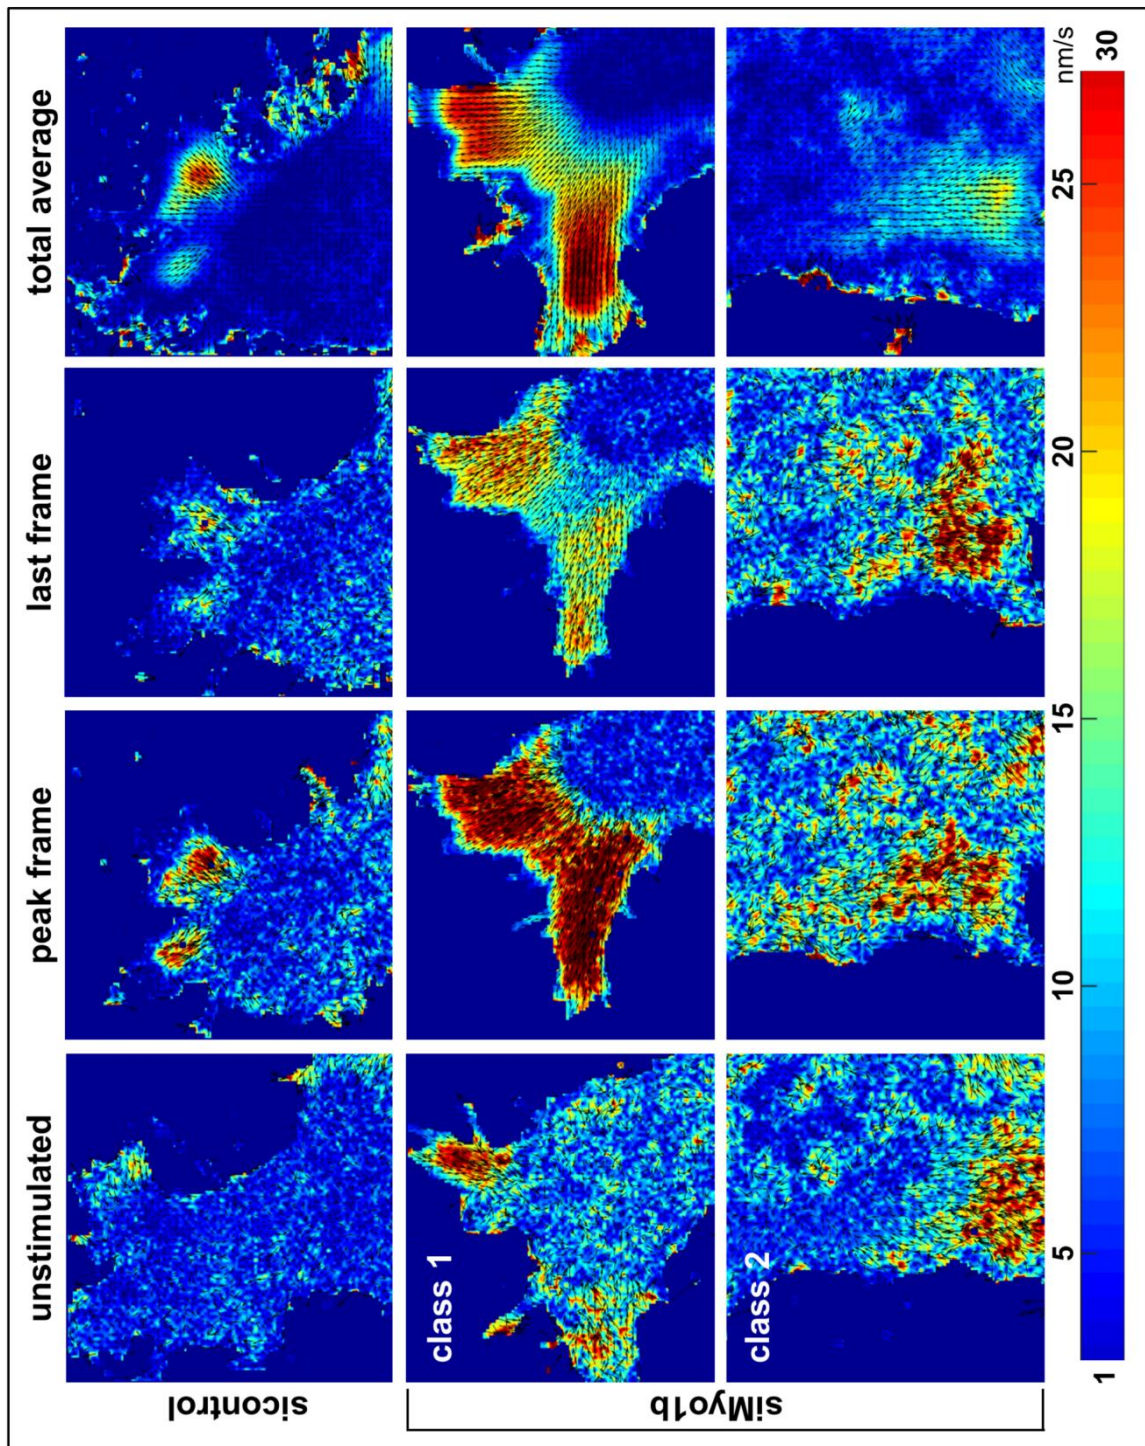 unstimulated peak frame last frame total average
sicontrol
siMyo1b
class 1
class 2
nm/s
1 5 10 15 20 25 30